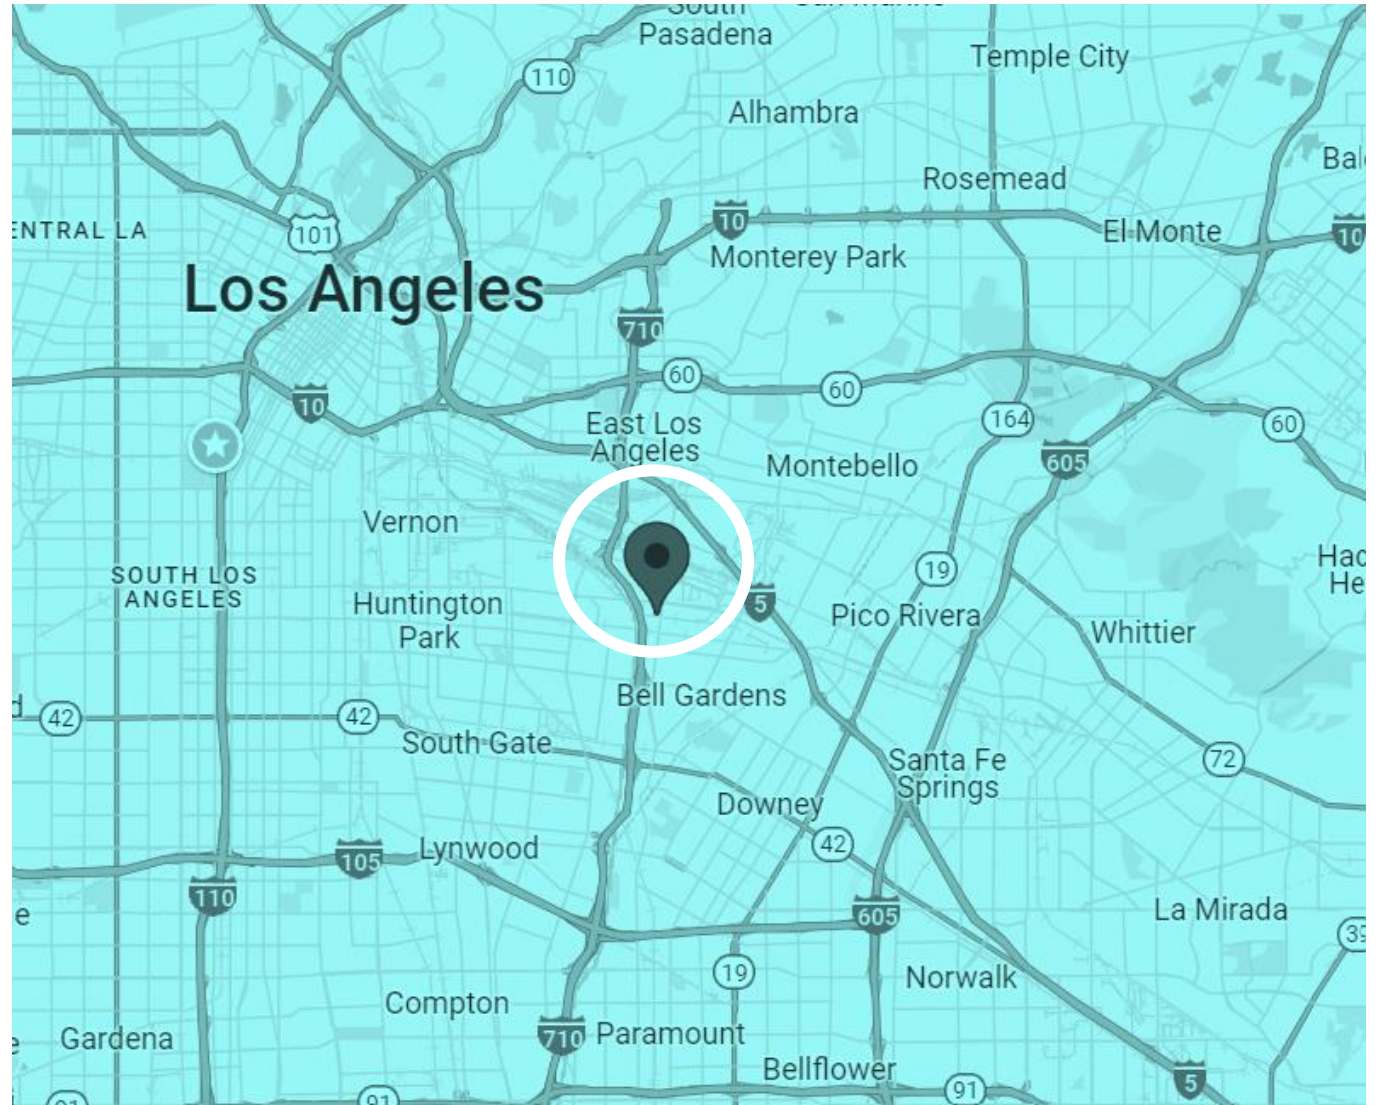 South
Pasadena
110
Temple City
Alhambra
Rosemead
10
101
ENTRAL LA
El Monte
10
Monterey Park
Los Angeles
710
60
60
10
164
60
East Los
Angeles
605
Montebello
Vernon
19
SOUTH LOS
ANGELES
Huntington
Park
5
Pico Rivera
Whittier
Bell Gardens
42
42
South Gate
72
Santa Fe
Springs
Downey
42
Lynwood
105
110
605
La Mirada
19
Norwalk
Compton
Gardena
710
Paramount
Bellflower
5
91
91